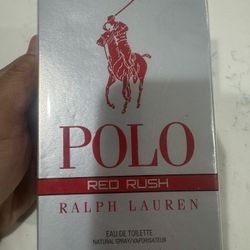 POLO
RED RUSH
RALPH LAUREN
EAU DE TOILETTE
NATURAL SPRAY/VAPORISATEUR